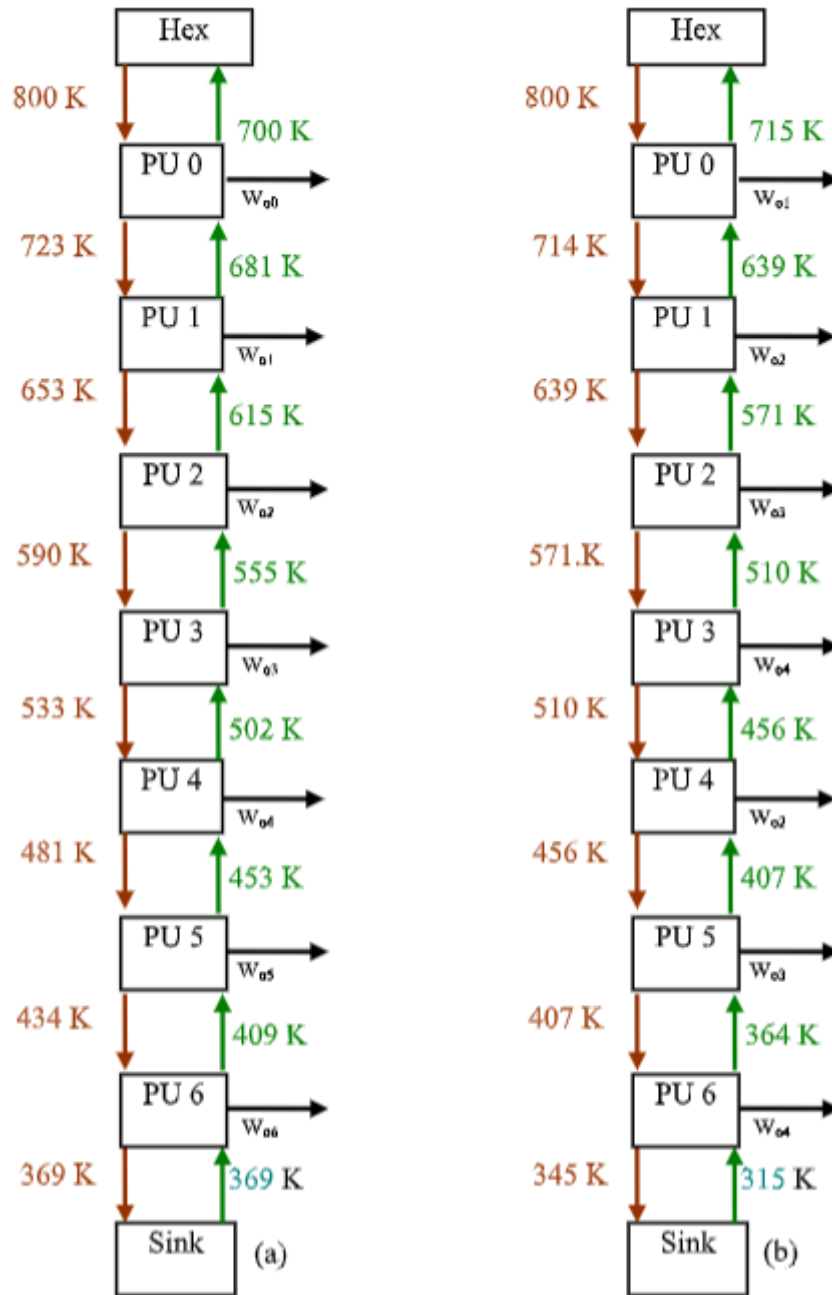 Hex
800 K
700 K
PU 0
Wo0
723 K
681 K
PU 1
Wo1
653 K
615 K
PU 2
Wo2
590 K
555 K
PU 3
Wo3
533 K
502 K
PU 4
Wo4
481 K
453 K
PU 5
Wo5
434 K
409 K
PU 6
Wo6
369 K
369 K
Sink
(a)
Hex
800 K
715 K
PU 0
Wo1
714 K
639 K
PU 1
Wo2
639 K
571 K
PU 2
Wo3
571.K
510 K
PU 3
Wo4
510 K
456 K
PU 4
Wo2
456 K
407 K
PU 5
Wo3
407 K
364 K
PU 6
Wo4
345 K
315 K
Sink
(b)